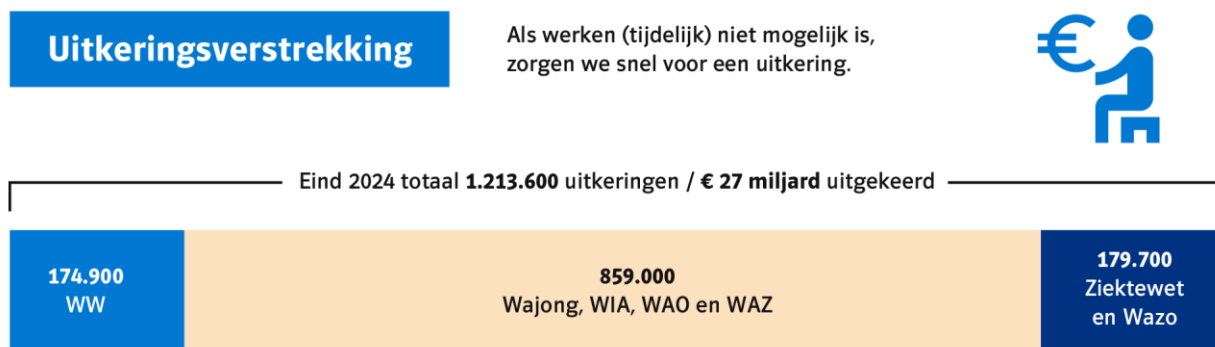 Uitkeringsverstrekking
Als werken (tijdelijk) niet mogelijk is,
zorgen we snel voor een uitkering.
Eind 2024 totaal 1.213.600 uitkeringen / € 27 miljard uitgekeerd
174.900
WW
859.000
Wajong, WIA, WAO en WAZ
179.700
Ziektewet
en Wazo